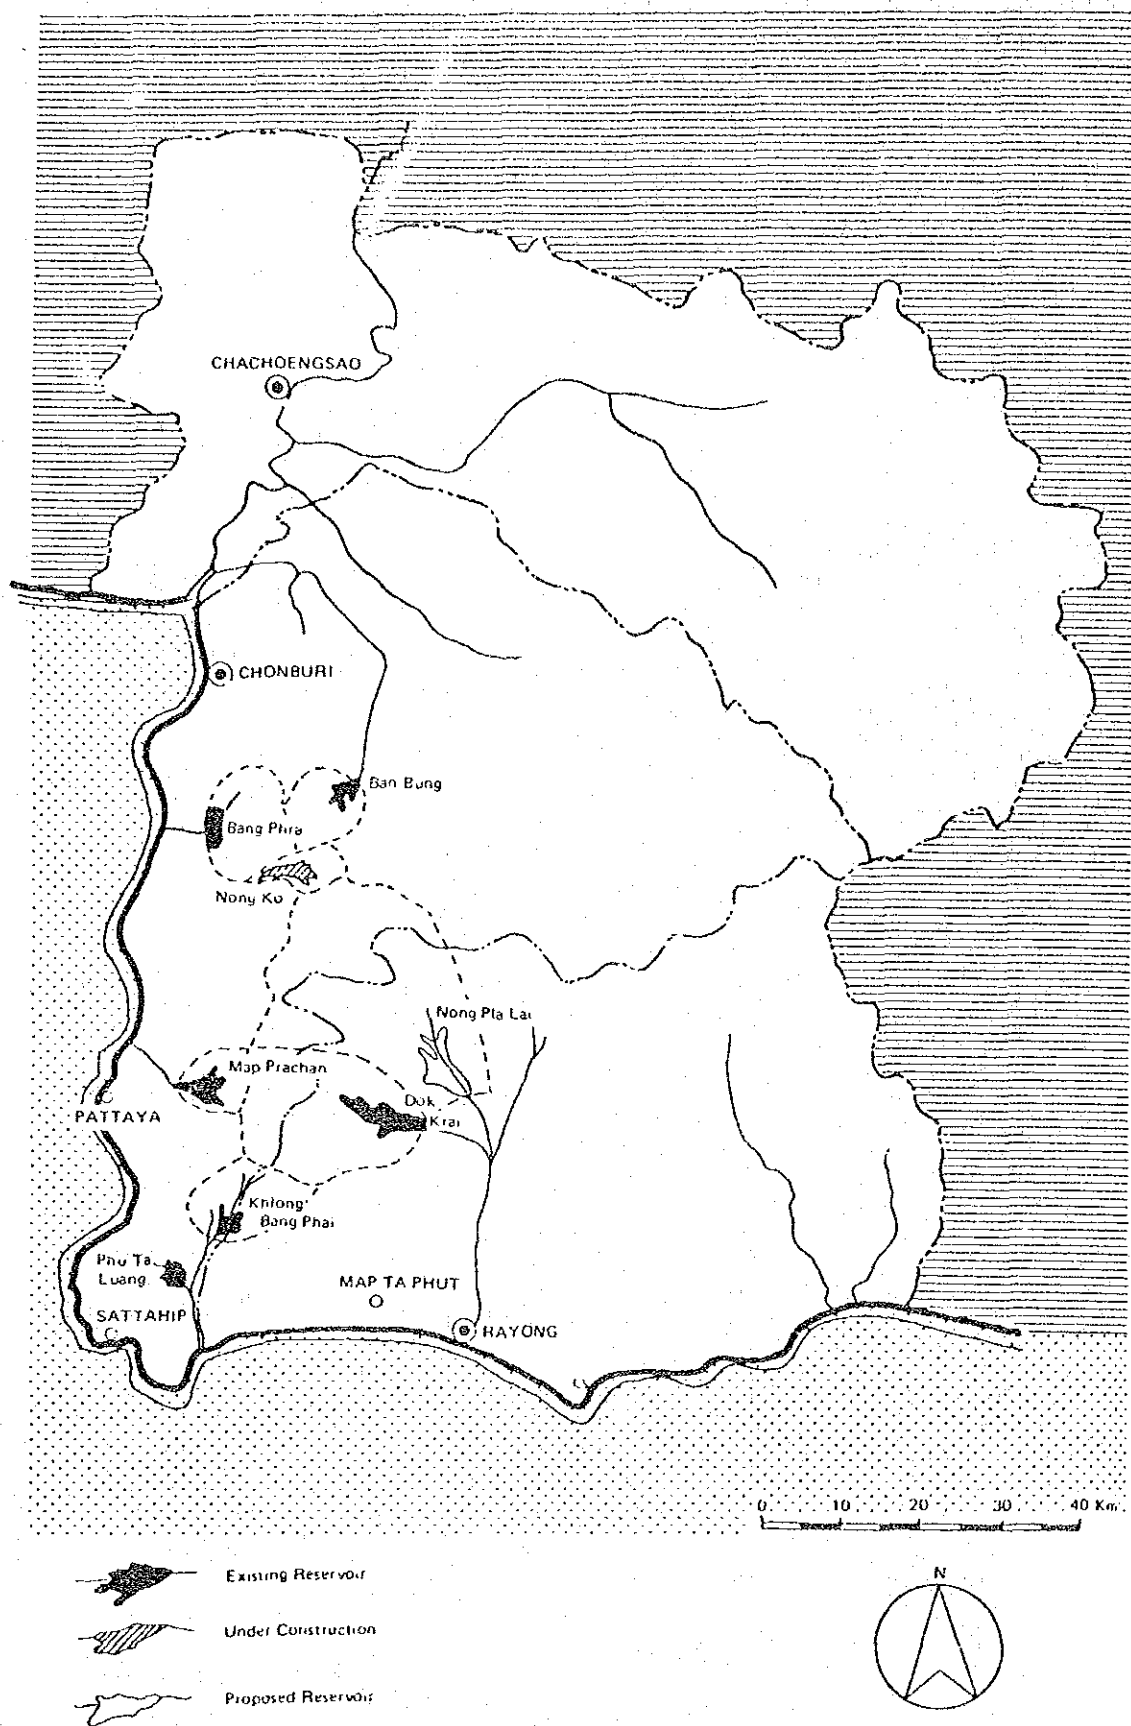 CHACHOENGSAO
CHONBURI
Ban Bung
Bang Phra
Nong Ko
Nong Pla Lai
Map Prachan
Dok
Krai
PATTAYA
Khlong
Bang Phai
Phu Ta
Luang
MAP TA PHUT
SATTAHIP
RAYONG
0 10 20 30 40 Km.
Existing Reservoir
N
Under Construction
Proposed Reservoir